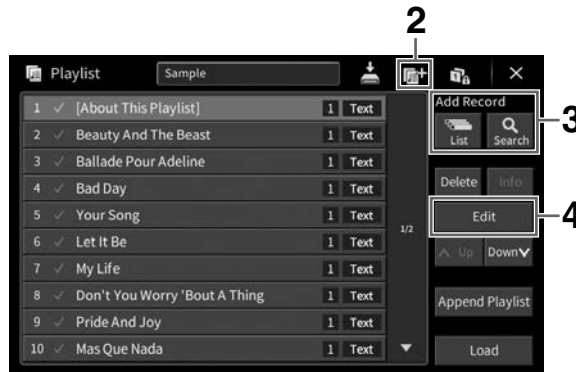 2
Playlist Sample
1 [About This Playlist] 1 Text
2 Beauty And The Beast 1 Text
3 Ballade Pour Adeline 1 Text
4 Bad Day 1 Text
5 Your Song 1 Text
6 Let It Be 1 Text
7 My Life 1 Text
8 Don't You Worry 'Bout A Thing 1 Text
9 Pride And Joy 1 Text
10 Mas Que Nada 1 Text
1/2
Add Record
List Search
3
Delete Info
Edit
4
Up Down
Append Playlist
Load